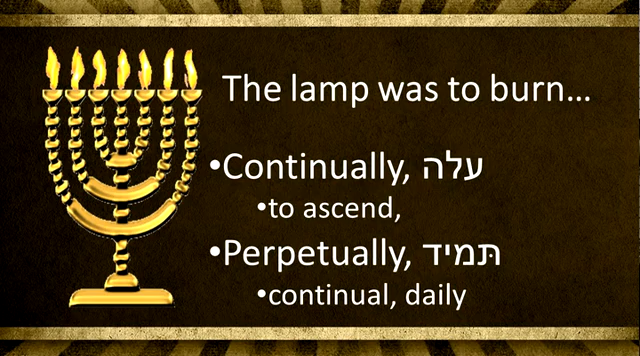 The lamp was to burn…
•Continually, עלה
•to ascend,
•Perpetually, תּמיד
•continual, daily